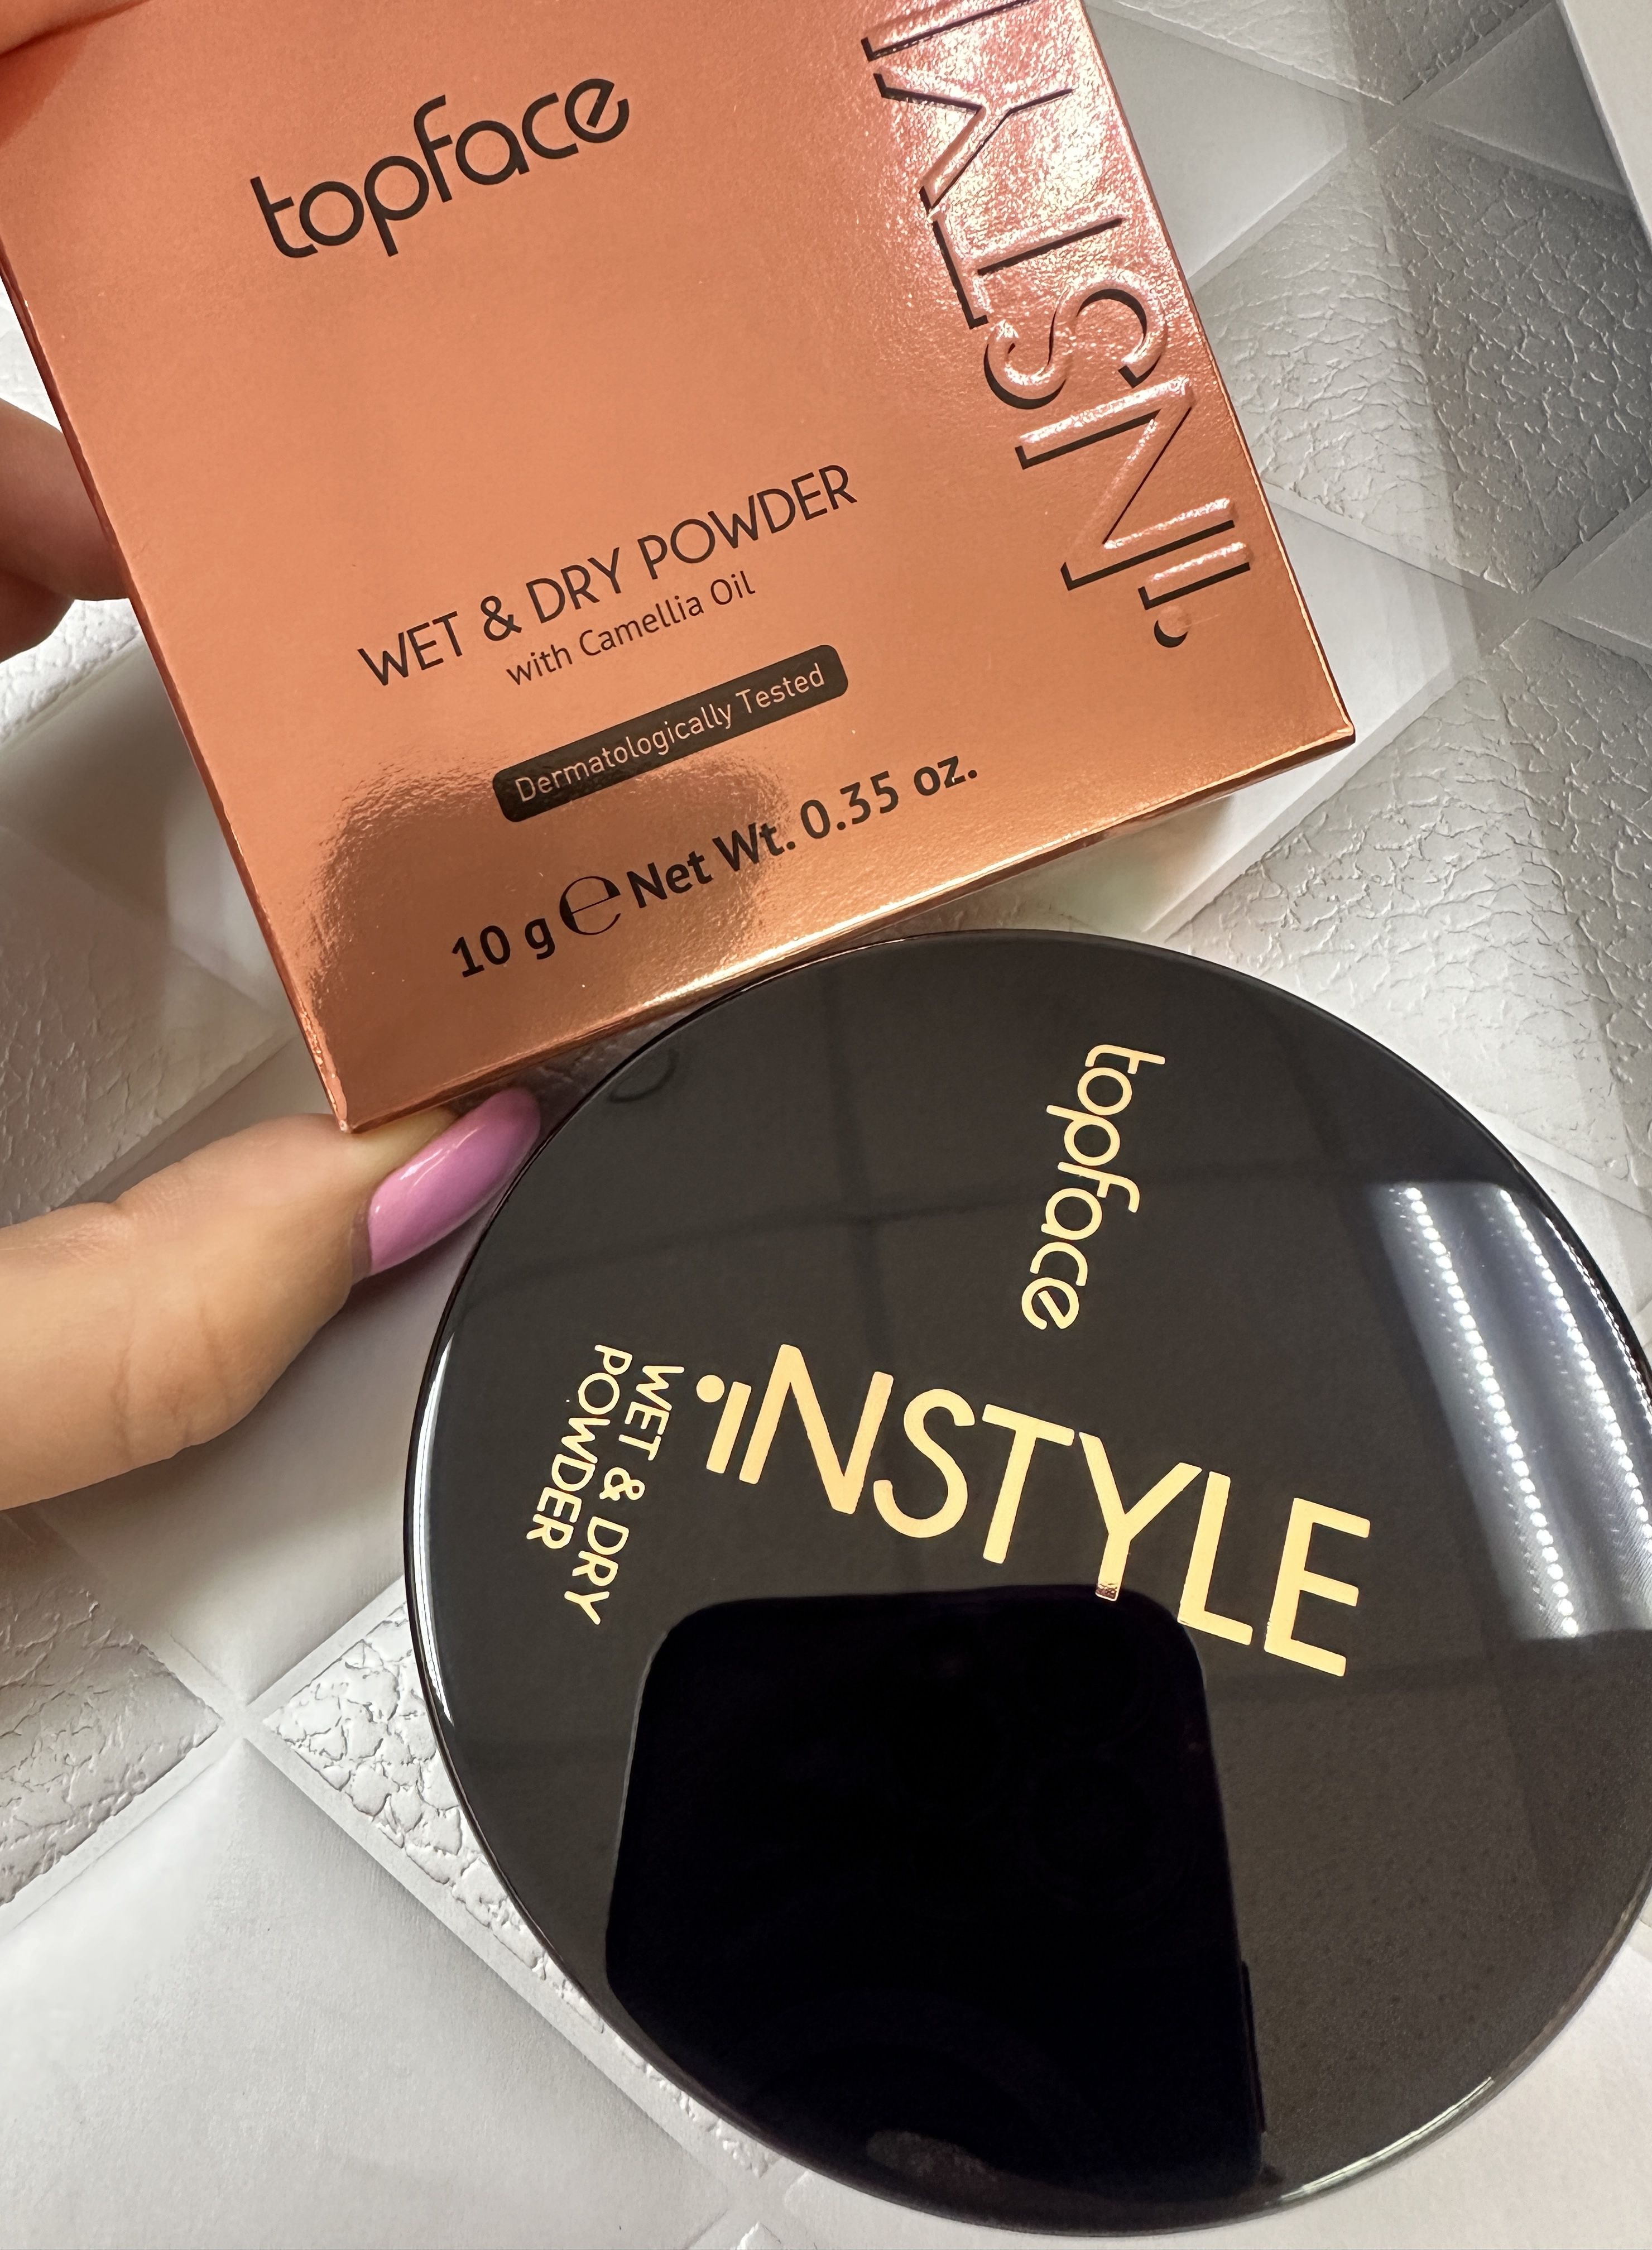 topface
WET & DRY POWDER
with Camellia Oil
Dermatologically Tested
10 g ℮ Net Wt. 0.35 oz.
topface
iNSTYLE
WET & DRY
POWDER